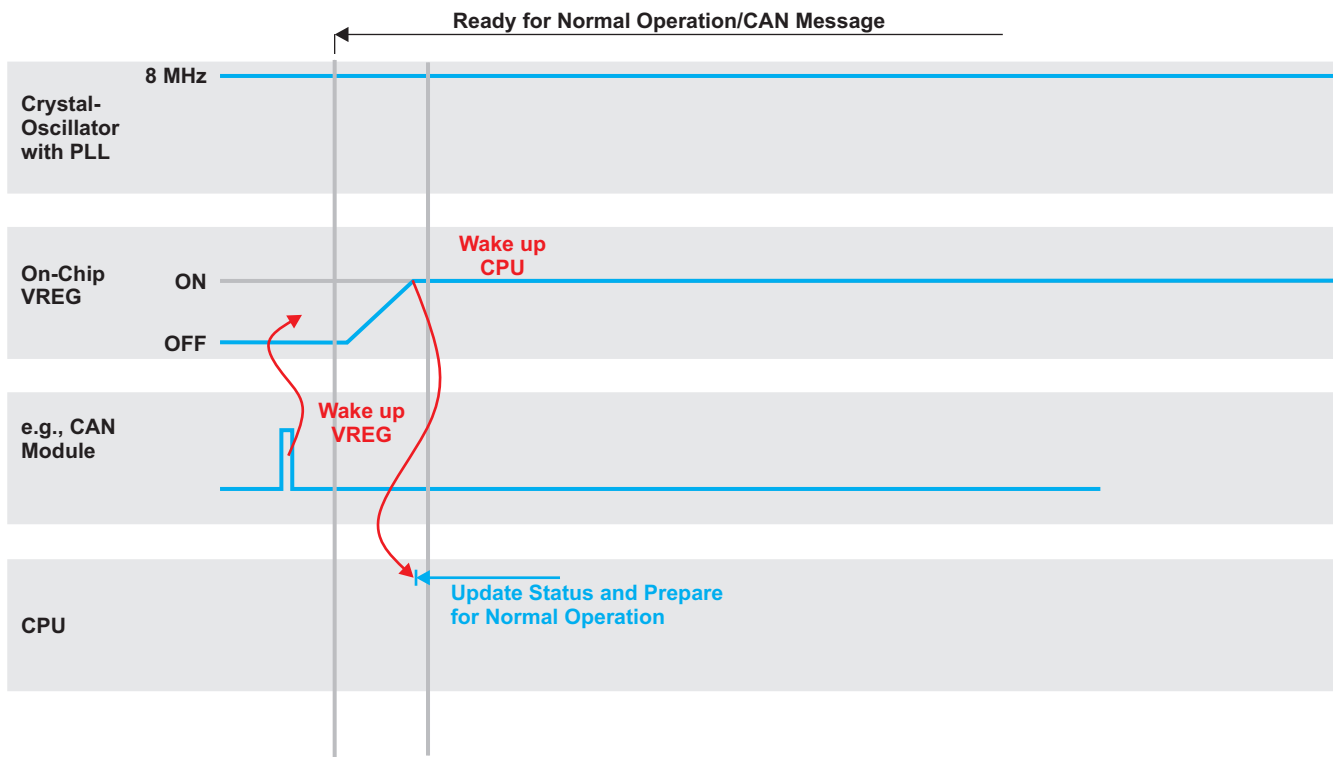 Ready for Normal Operation/CAN Message
8 MHz
Crystal-
Oscillator
with PLL
Wake up
CPU
On-Chip
VREG
ON
OFF
e.g., CAN
Module
Wake up
VREG
Update Status and Prepare
for Normal Operation
CPU